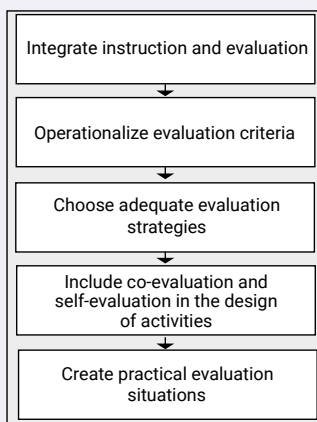 Integrate instruction and evaluation
Operationalize evaluation criteria
Choose adequate evaluation
strategies
Include co-evaluation and
self-evaluation in the design
of activities
Create practical evaluation
situations